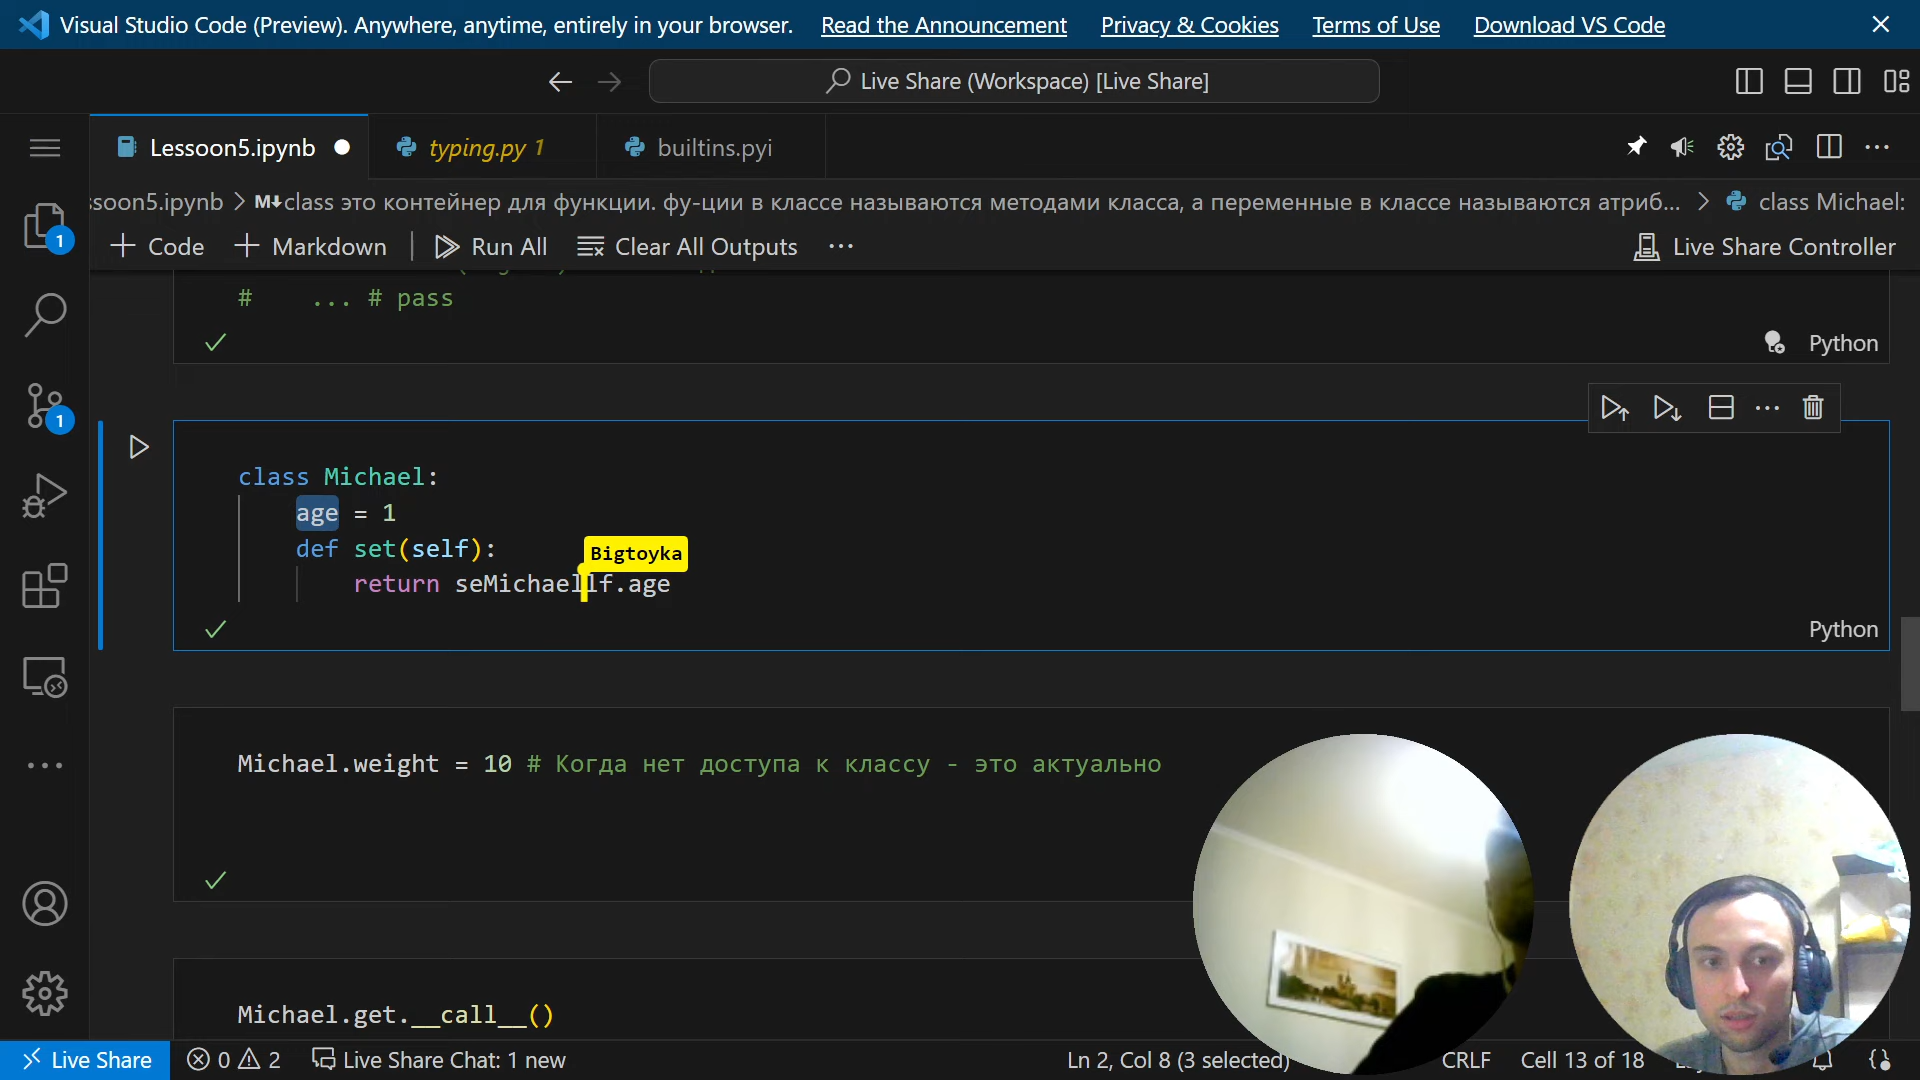 Visual Studio Code (Preview). Anywhere, anytime, entirely in your browser. Read the Announcement Privacy & Cookies Terms of Use Download VS Code
Live Share (Workspace) [Live Share]
Lessoon5.ipynb typing.py 1 builtins.pyi
ssoon5.ipynb > M↓class это контейнер для функции. фу-ции в классе называются методами класса, а переменные в классе называются атриб... > class Michael:
+ Code + Markdown Run All Clear All Outputs ... Live Share Controller
# ... # pass
Python
1
1
class Michael:
age = 1
def set(self):
Bigtoyka
return seMichaellf.age
Python
Michael.weight = 10 # Когда нет доступа к классу - это актуально
Michael.get.__call__()
Live Share 0 2 Live Share Chat: 1 new Ln 2, Col 8 (3 selected) CRLF Cell 13 of 18